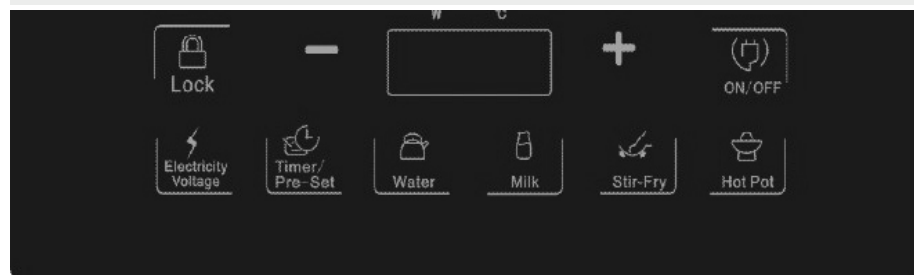 W °C
Lock
−
+
ON/OFF
Electricity
Voltage
Timer/
Pre-Set
Water
Milk
Stir-Fry
Hot Pot